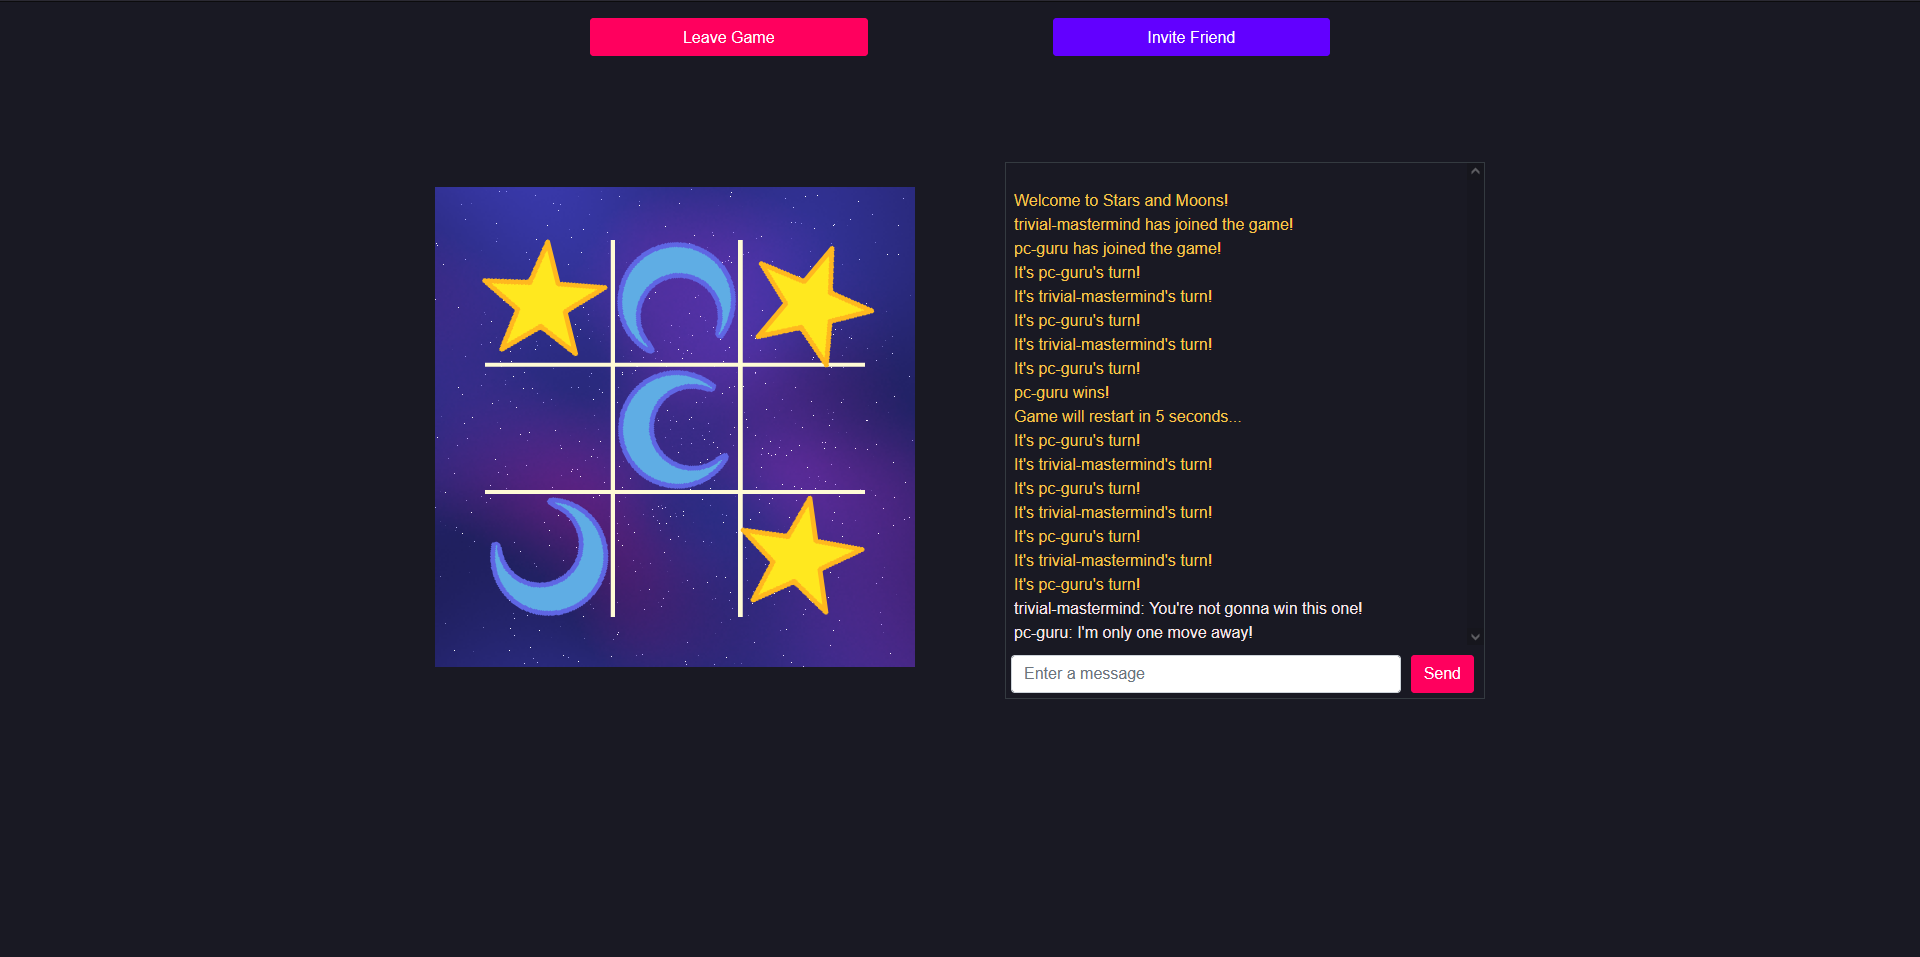 Leave Game
Invite Friend
Welcome to Stars and Moons!
trivial-mastermind has joined the game!
pc-guru has joined the game!
It's pc-guru's turn!
It's trivial-mastermind's turn!
It's pc-guru's turn!
It's trivial-mastermind's turn!
It's pc-guru's turn!
pc-guru wins!
Game will restart in 5 seconds...
It's pc-guru's turn!
It's trivial-mastermind's turn!
It's pc-guru's turn!
It's trivial-mastermind's turn!
It's pc-guru's turn!
It's trivial-mastermind's turn!
It's pc-guru's turn!
trivial-mastermind: You're not gonna win this one!
pc-guru: I'm only one move away!
Enter a message
Send